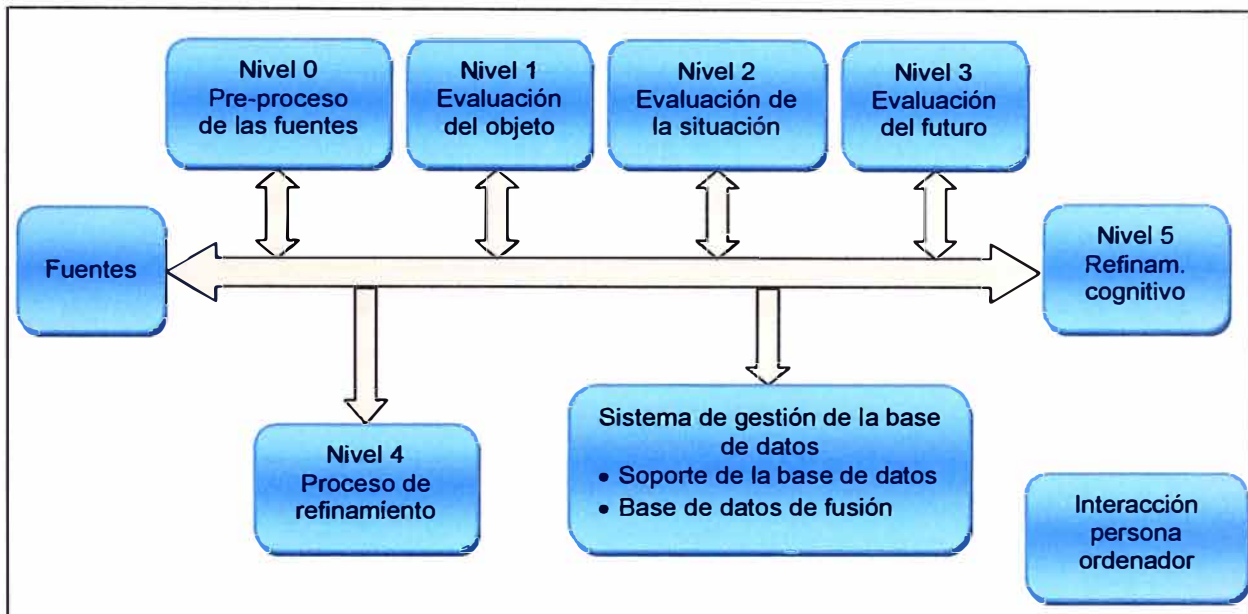 Nivel 0
Pre-proceso
de las fuentes
Nivel 1
Evaluación
del objeto
Nivel 2
Evaluación de
la situación
Nivel 3
Evaluación
del futuro
Fuentes
Nivel 5
Refinam.
cognitivo
Nivel 4
Proceso de
refinamiento
Sistema de gestión de la base
de datos
• Soporte de la base de datos
• Base de datos de fusión
Interacción
persona
ordenador